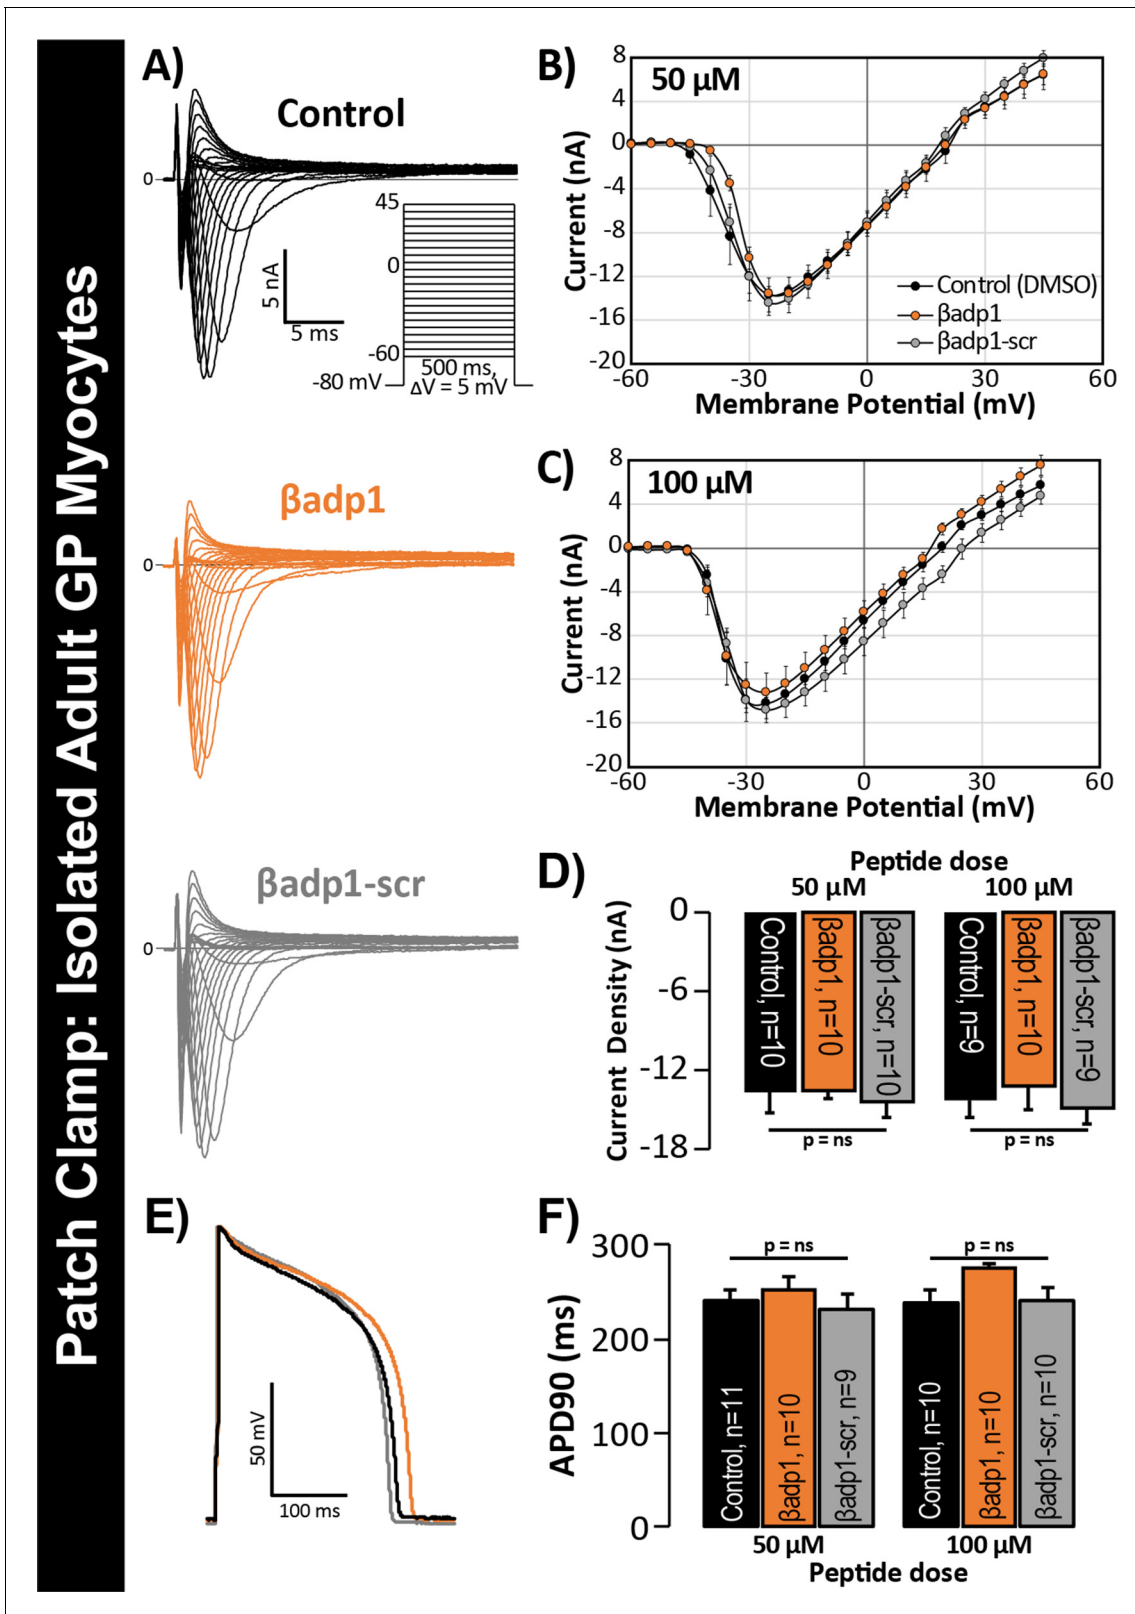 Patch Clamp: Isolated Adult GP Myocytes
A)
Control
0
5 nA
5 ms
45
0
-60
-80 mV
500 ms,
ΔV = 5 mV
βadp1
0
βadp1-scr
0
B)
50 µM
8
4
0
-4
-8
-12
-16
-20
Current (nA)
Control (DMSO)
βadp1
βadp1-scr
-60
-30
0
30
60
Membrane Potential (mV)
C)
100 µM
8
4
0
-4
-8
-12
-16
-20
Current (nA)
-60
-30
0
30
60
Membrane Potential (mV)
D)
Peptide dose
50 µM
100 µM
0
-6
-12
-18
Current Density (nA)
Control, n=10
βadp1, n=10
βadp1-scr, n=10
Control, n=9
βadp1, n=10
βadp1-scr, n=9
p = ns
p = ns
E)
50 mV
100 ms
F)
300
200
100
0
APD90 (ms)
p = ns
p = ns
Control, n=11
βadp1, n=10
βadp1-scr, n=9
Control, n=10
βadp1, n=10
βadp1-scr, n=10
50 µM
100 µM
Peptide dose